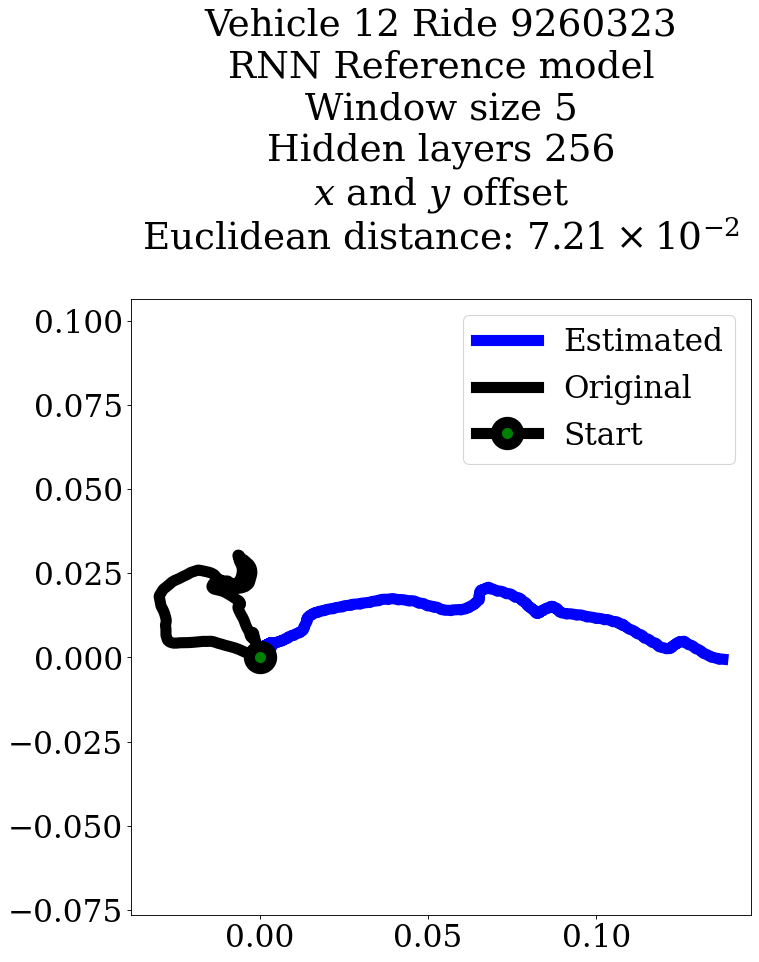 Vehicle 12 Ride 9260323
RNN Reference model
Window size 5
Hidden layers 256
x and y offset
Euclidean distance: 7.21 × 10⁻²
Estimated
Original
Start
0.100
0.075
0.050
0.025
0.000
−0.025
−0.050
−0.075
0.00 0.05 0.10